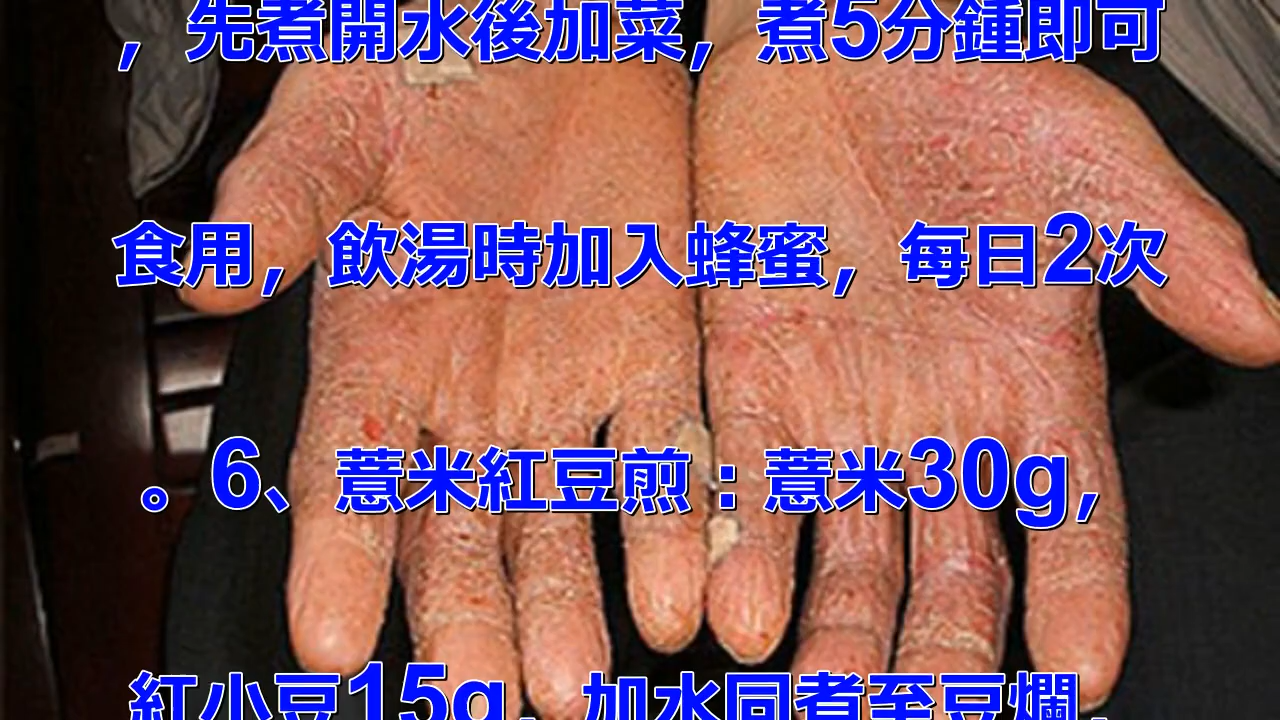 ，先煮開水後加菜，煮5分鍾即可
食用，飲湯時加入蜂蜜，每日2次
。6、薏米紅豆煎：薏米30g，
紅小豆15g，加水同煮至豆爛，